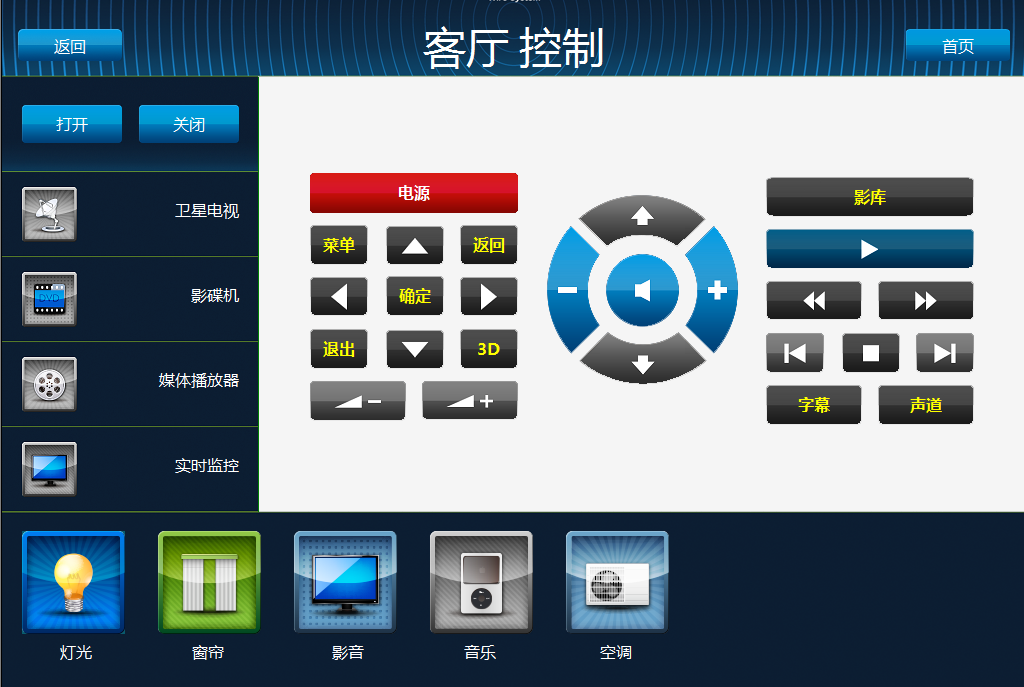 返回
客厅 控制
首页
打开
关闭
卫星电视
影碟机
DVD
媒体播放器
实时监控
电源
菜单
返回
确定
退出
3D
影库
字幕
声道
灯光
窗帘
影音
音乐
空调